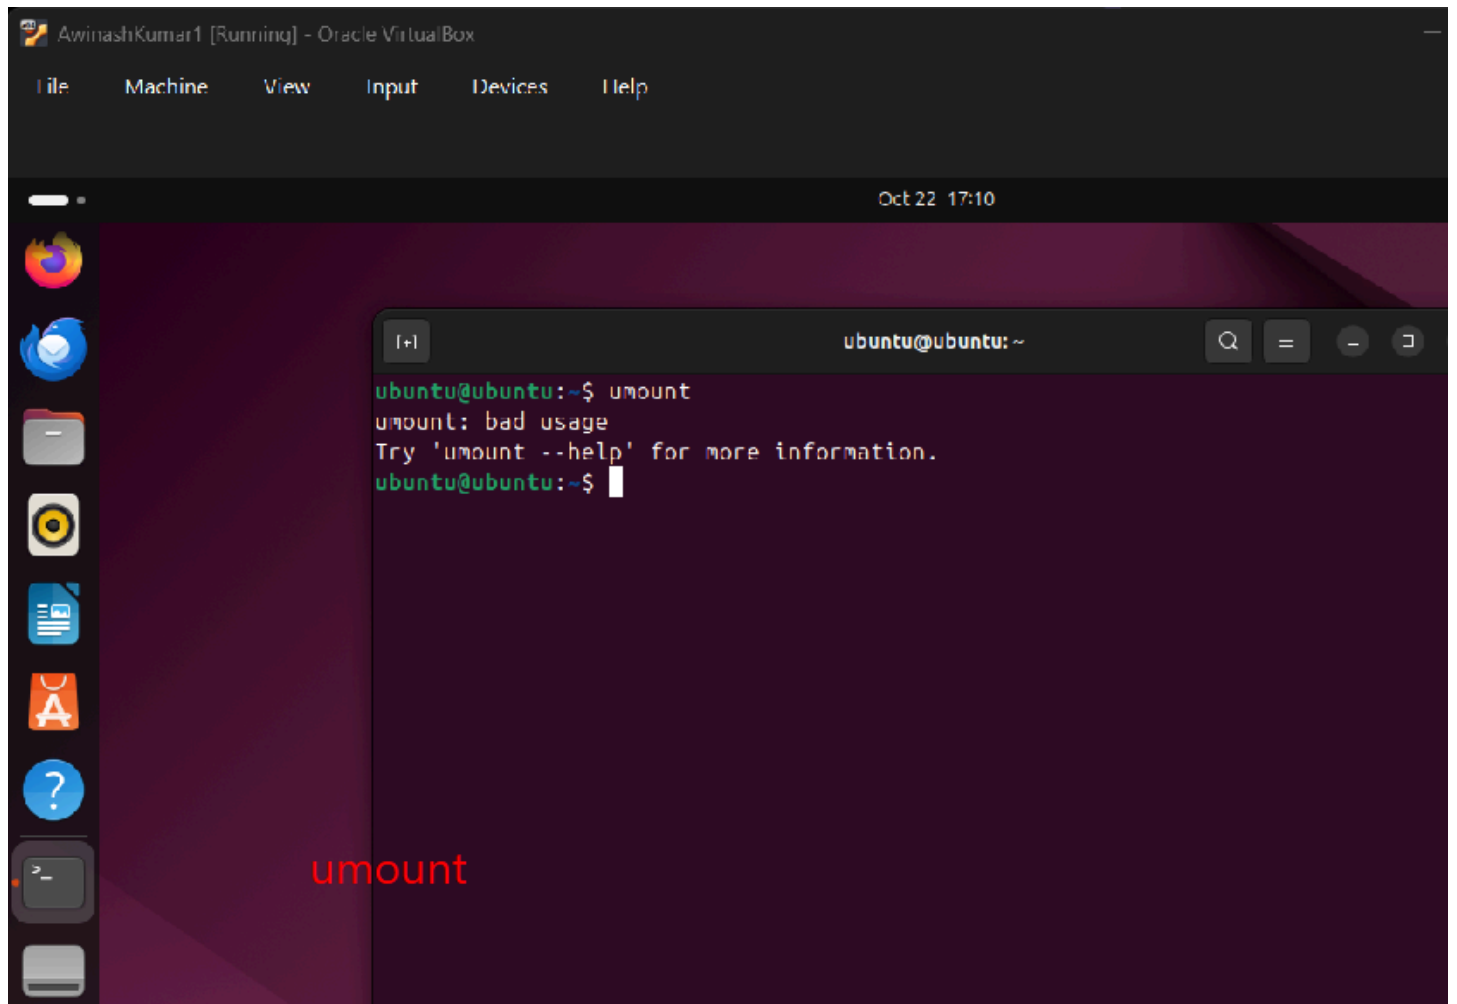 AwinashKumar1 [Running] - Oracle VirtualBox
File Machine View Input Devices Help
Oct 22 17:10
ubuntu@ubuntu: ~
ubuntu@ubuntu:~$ umount
umount: bad usage
Try 'umount --help' for more information.
ubuntu@ubuntu:~$
umount